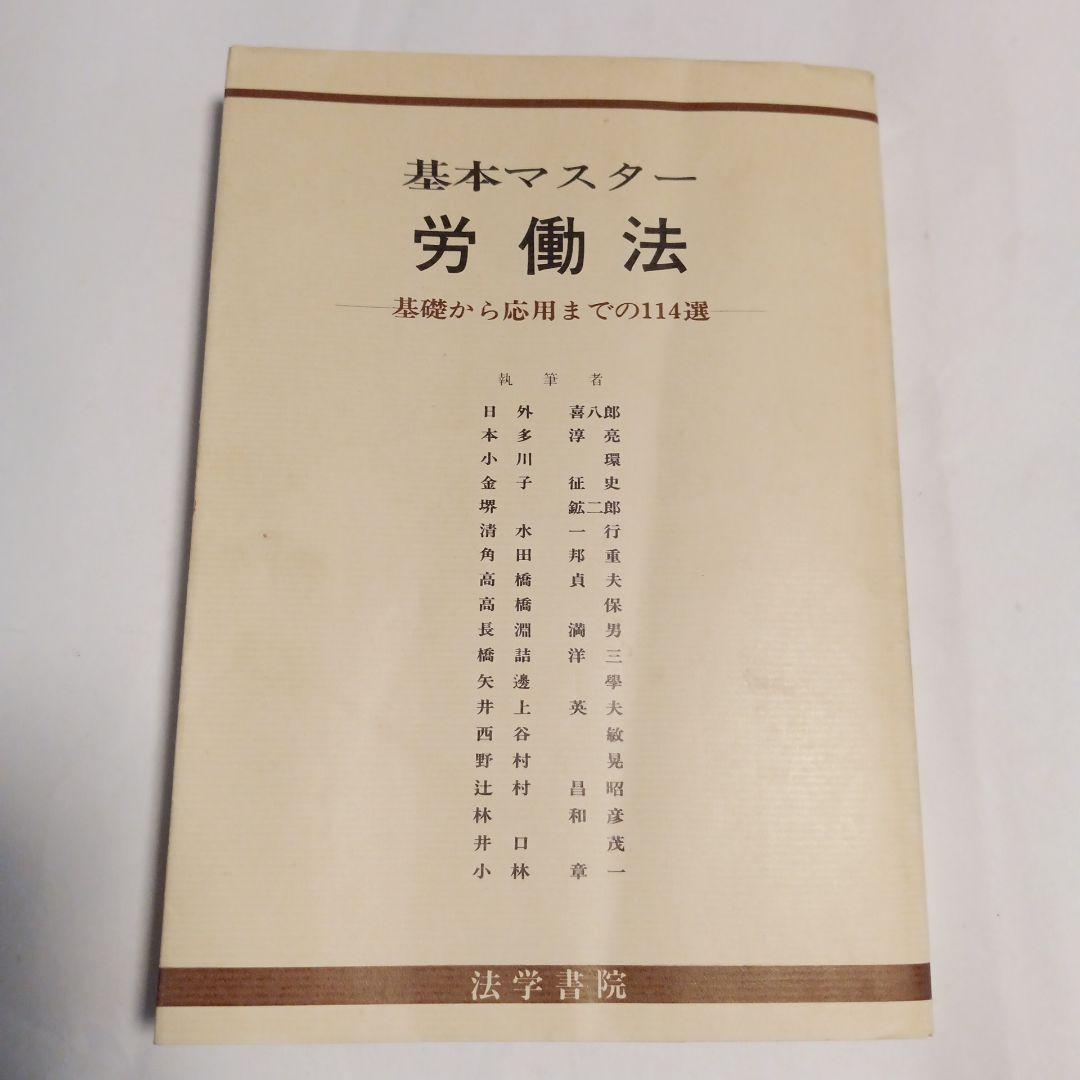 基本マスター
労働法
基礎から応用までの114選
執筆者
日外喜八郎
本多淳亮
小川環
金子征史
堺鉱二郎
清水一行
角田邦重
高橋貞夫
高橋保
長淵満男
橋詰洋三
矢邊學
井上英夫
西谷敏
野村晃
辻村昌昭
林和彦
井口茂
小林章一
法学書院